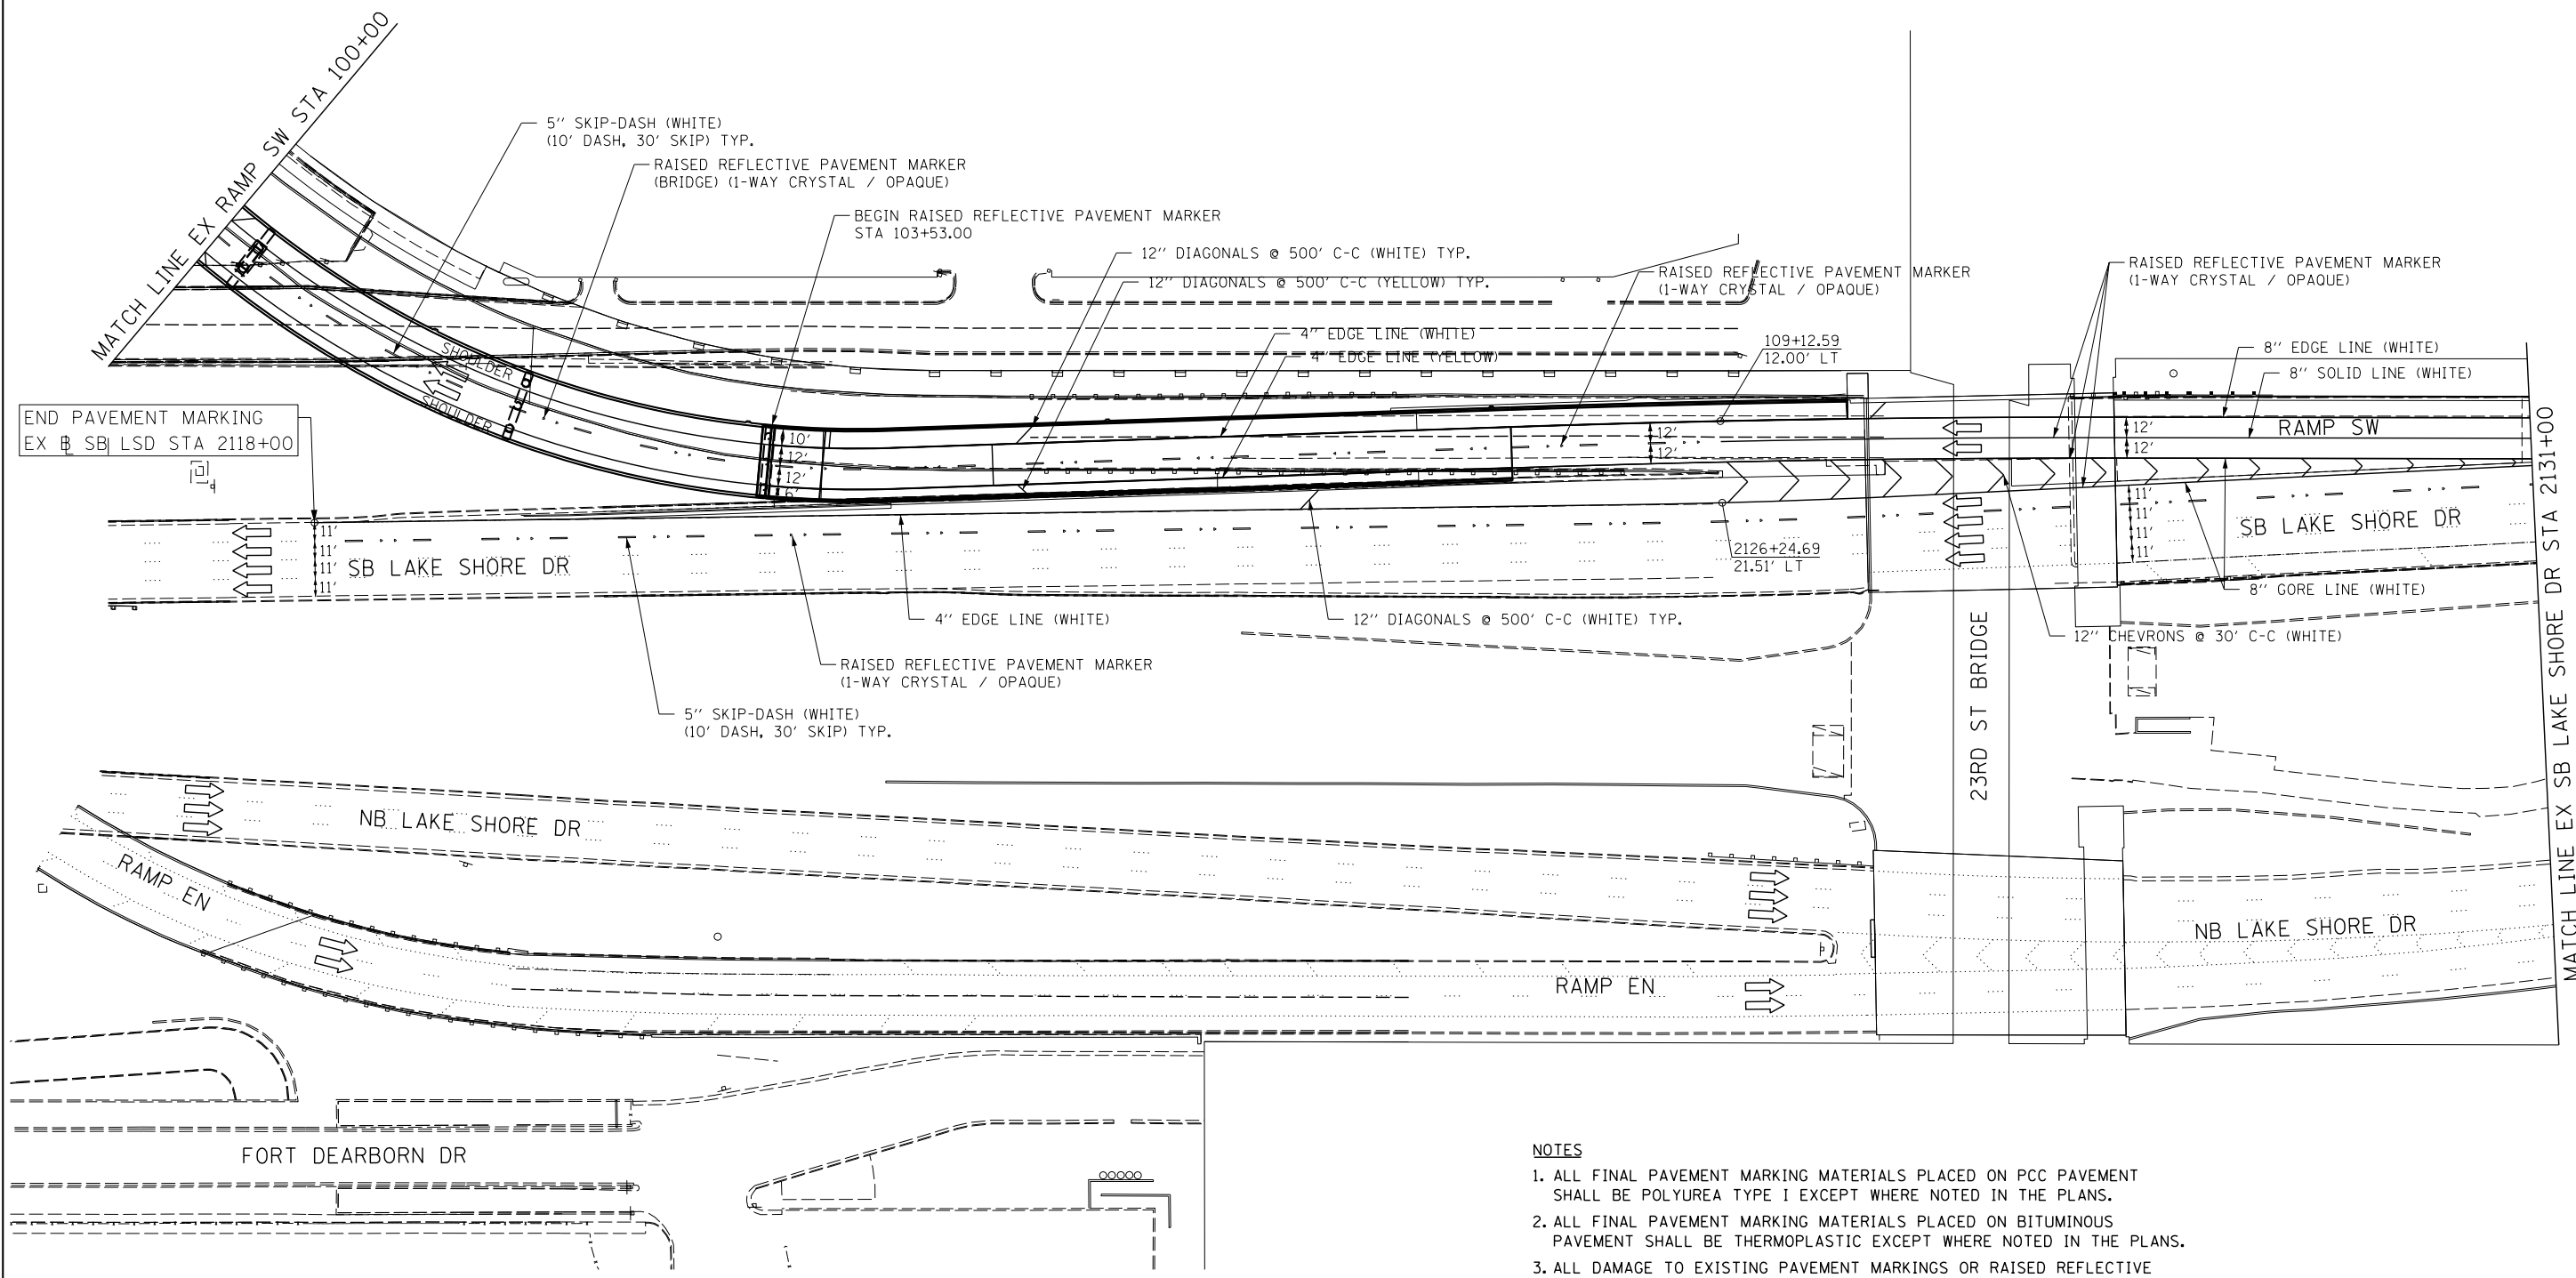 MATCH LINE EX RAMP SW STA 100+00
5'' SKIP-DASH (WHITE)
(10' DASH, 30' SKIP) TYP.
RAISED REFLECTIVE PAVEMENT MARKER
(BRIDGE) (1-WAY CRYSTAL / OPAQUE)
BEGIN RAISED REFLECTIVE PAVEMENT MARKER
STA 103+53.00
12'' DIAGONALS @ 500' C-C (WHITE) TYP.
12'' DIAGONALS @ 500' C-C (YELLOW) TYP.
RAISED REFLECTIVE PAVEMENT MARKER
(1-WAY CRYSTAL / OPAQUE)
RAISED REFLECTIVE PAVEMENT MARKER
(1-WAY CRYSTAL / OPAQUE)
4'' EDGE LINE (WHITE)
4'' EDGE LINE (YELLOW)
109+12.59
12.00' LT
8'' EDGE LINE (WHITE)
8'' SOLID LINE (WHITE)
SHOULDER
SHOULDER
END PAVEMENT MARKING
EX B SB LSD STA 2118+00
10'
12'
12'
6'
12'
12'
12'
12'
RAMP SW
11'
11'
11'
11'
SB LAKE SHORE DR
11'
11'
11'
11'
SB LAKE SHORE DR
2126+24.69
21.51' LT
8'' GORE LINE (WHITE)
4'' EDGE LINE (WHITE)
12'' DIAGONALS @ 500' C-C (WHITE) TYP.
12'' CHEVRONS @ 30' C-C (WHITE)
RAISED REFLECTIVE PAVEMENT MARKER
(1-WAY CRYSTAL / OPAQUE)
5'' SKIP-DASH (WHITE)
(10' DASH, 30' SKIP) TYP.
23RD ST BRIDGE
MATCH LINE EX SB LAKE SHORE DR STA 2131+00
NB LAKE SHORE DR
RAMP EN
NB LAKE SHORE DR
RAMP EN
FORT DEARBORN DR
NOTES
1. ALL FINAL PAVEMENT MARKING MATERIALS PLACED ON PCC PAVEMENT
SHALL BE POLYUREA TYPE I EXCEPT WHERE NOTED IN THE PLANS.
2. ALL FINAL PAVEMENT MARKING MATERIALS PLACED ON BITUMINOUS
PAVEMENT SHALL BE THERMOPLASTIC EXCEPT WHERE NOTED IN THE PLANS.
3. ALL DAMAGE TO EXISTING PAVEMENT MARKINGS OR RAISED REFLECTIVE